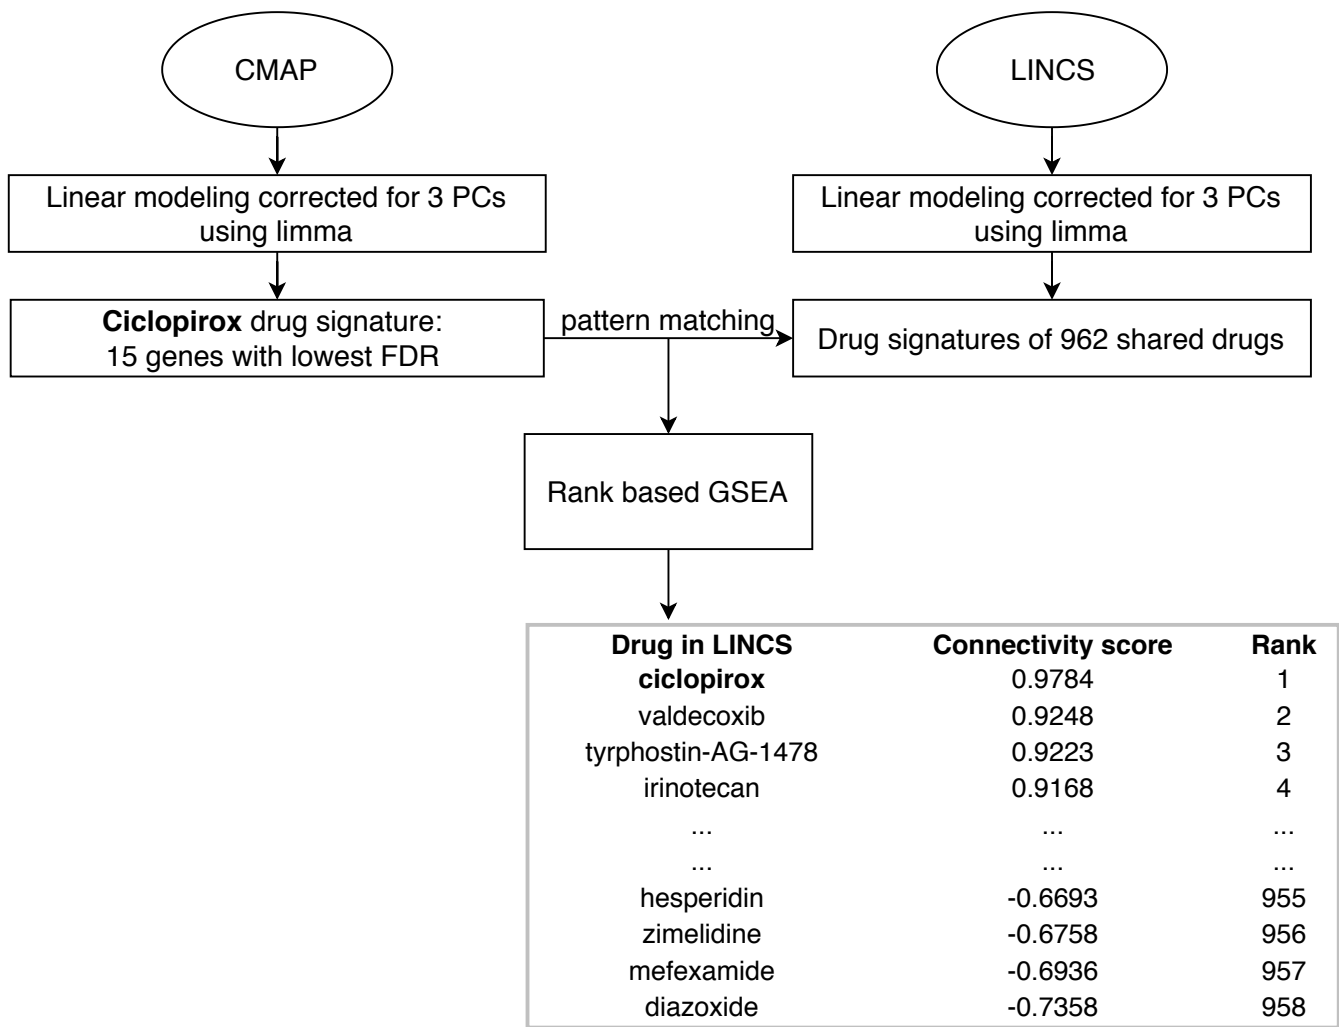 CMAP
LINCS
Linear modeling corrected for 3 PCs
using limma
Linear modeling corrected for 3 PCs
using limma
Ciclopirox drug signature:
15 genes with lowest FDR
pattern matching
Drug signatures of 962 shared drugs
Rank based GSEA
Drug in LINCS Connectivity score Rank
ciclopirox 0.9784 1
valdecoxib 0.9248 2
tyrphostin-AG-1478 0.9223 3
irinotecan 0.9168 4
... ... ...
... ... ...
hesperidin -0.6693 955
zimelidine -0.6758 956
mefexamide -0.6936 957
diazoxide -0.7358 958